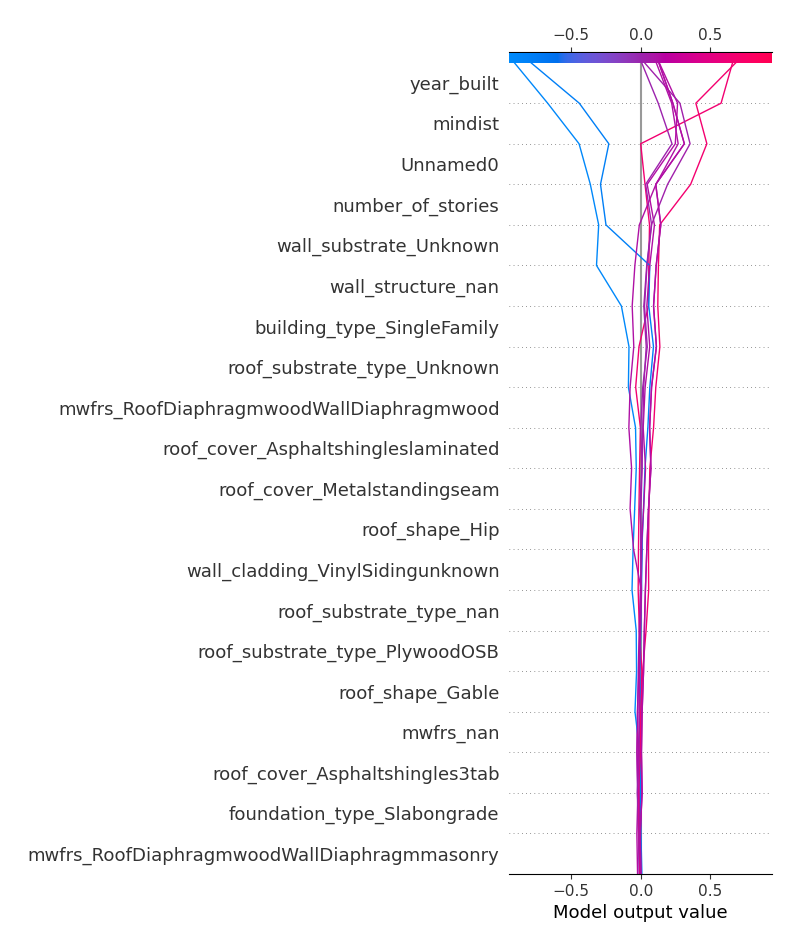 −0.5 0.0 0.5
year_built
mindist
Unnamed0
number_of_stories
wall_substrate_Unknown
wall_structure_nan
building_type_SingleFamily
roof_substrate_type_Unknown
mwfrs_RoofDiaphragmwoodWallDiaphragmwood
roof_cover_Asphaltshingleslaminated
roof_cover_Metalstandingseam
roof_shape_Hip
wall_cladding_VinylSidingunknown
roof_substrate_type_nan
roof_substrate_type_PlywoodOSB
roof_shape_Gable
mwfrs_nan
roof_cover_Asphaltshingles3tab
foundation_type_Slabongrade
mwfrs_RoofDiaphragmwoodWallDiaphragmmasonry
−0.5 0.0 0.5
Model output value